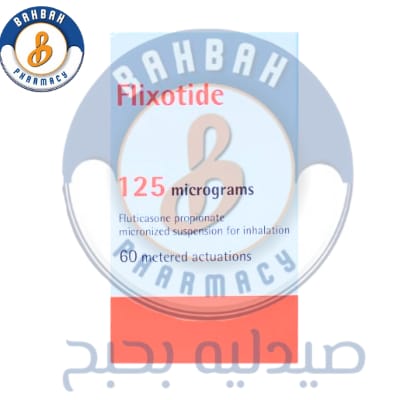 BAHBAH
PHARMACY
BAHBAH
Flixotide
125 micrograms
Fluticasone propionate
micronized suspension for inhalation
60 metered actuations
PHARMACY
صيدليه بحبح